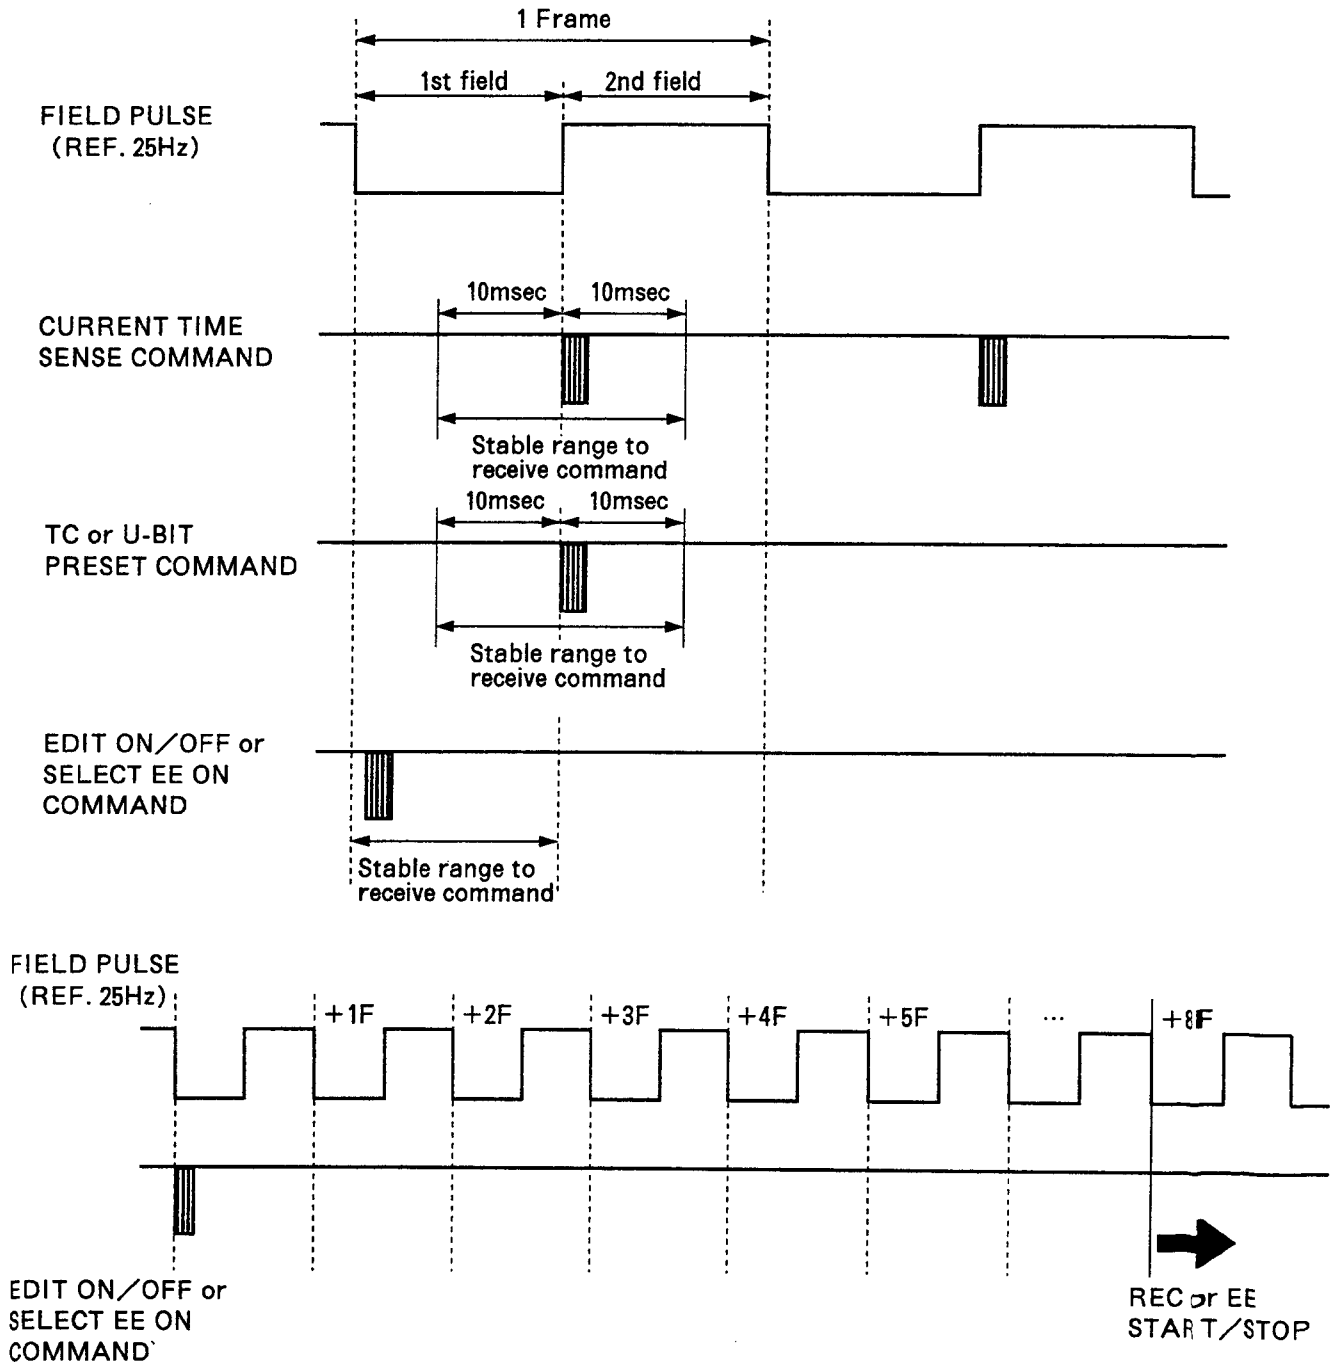 1 Frame
1st field
2nd field
FIELD PULSE
(REF. 25Hz)
10msec
10msec
CURRENT TIME
SENSE COMMAND
Stable range to
receive command
10msec
10msec
TC or U-BIT
PRESET COMMAND
Stable range to
receive command
EDIT ON/OFF or
SELECT EE ON
COMMAND
Stable range to
receive command
FIELD PULSE
(REF. 25Hz)
+1F
+2F
+3F
+4F
+5F
...
+8F
EDIT ON/OFF or
SELECT EE ON
COMMAND
REC or EE
START/STOP